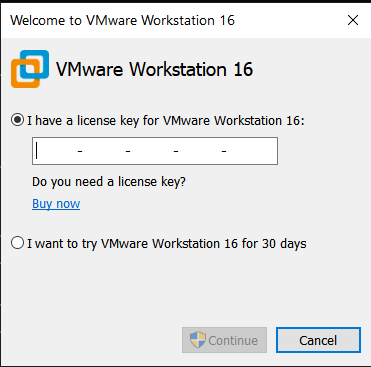 Welcome to VMware Workstation 16
VMware Workstation 16
I have a license key for VMware Workstation 16:
- - - -
Do you need a license key?
Buy now
I want to try VMware Workstation 16 for 30 days
Continue Cancel